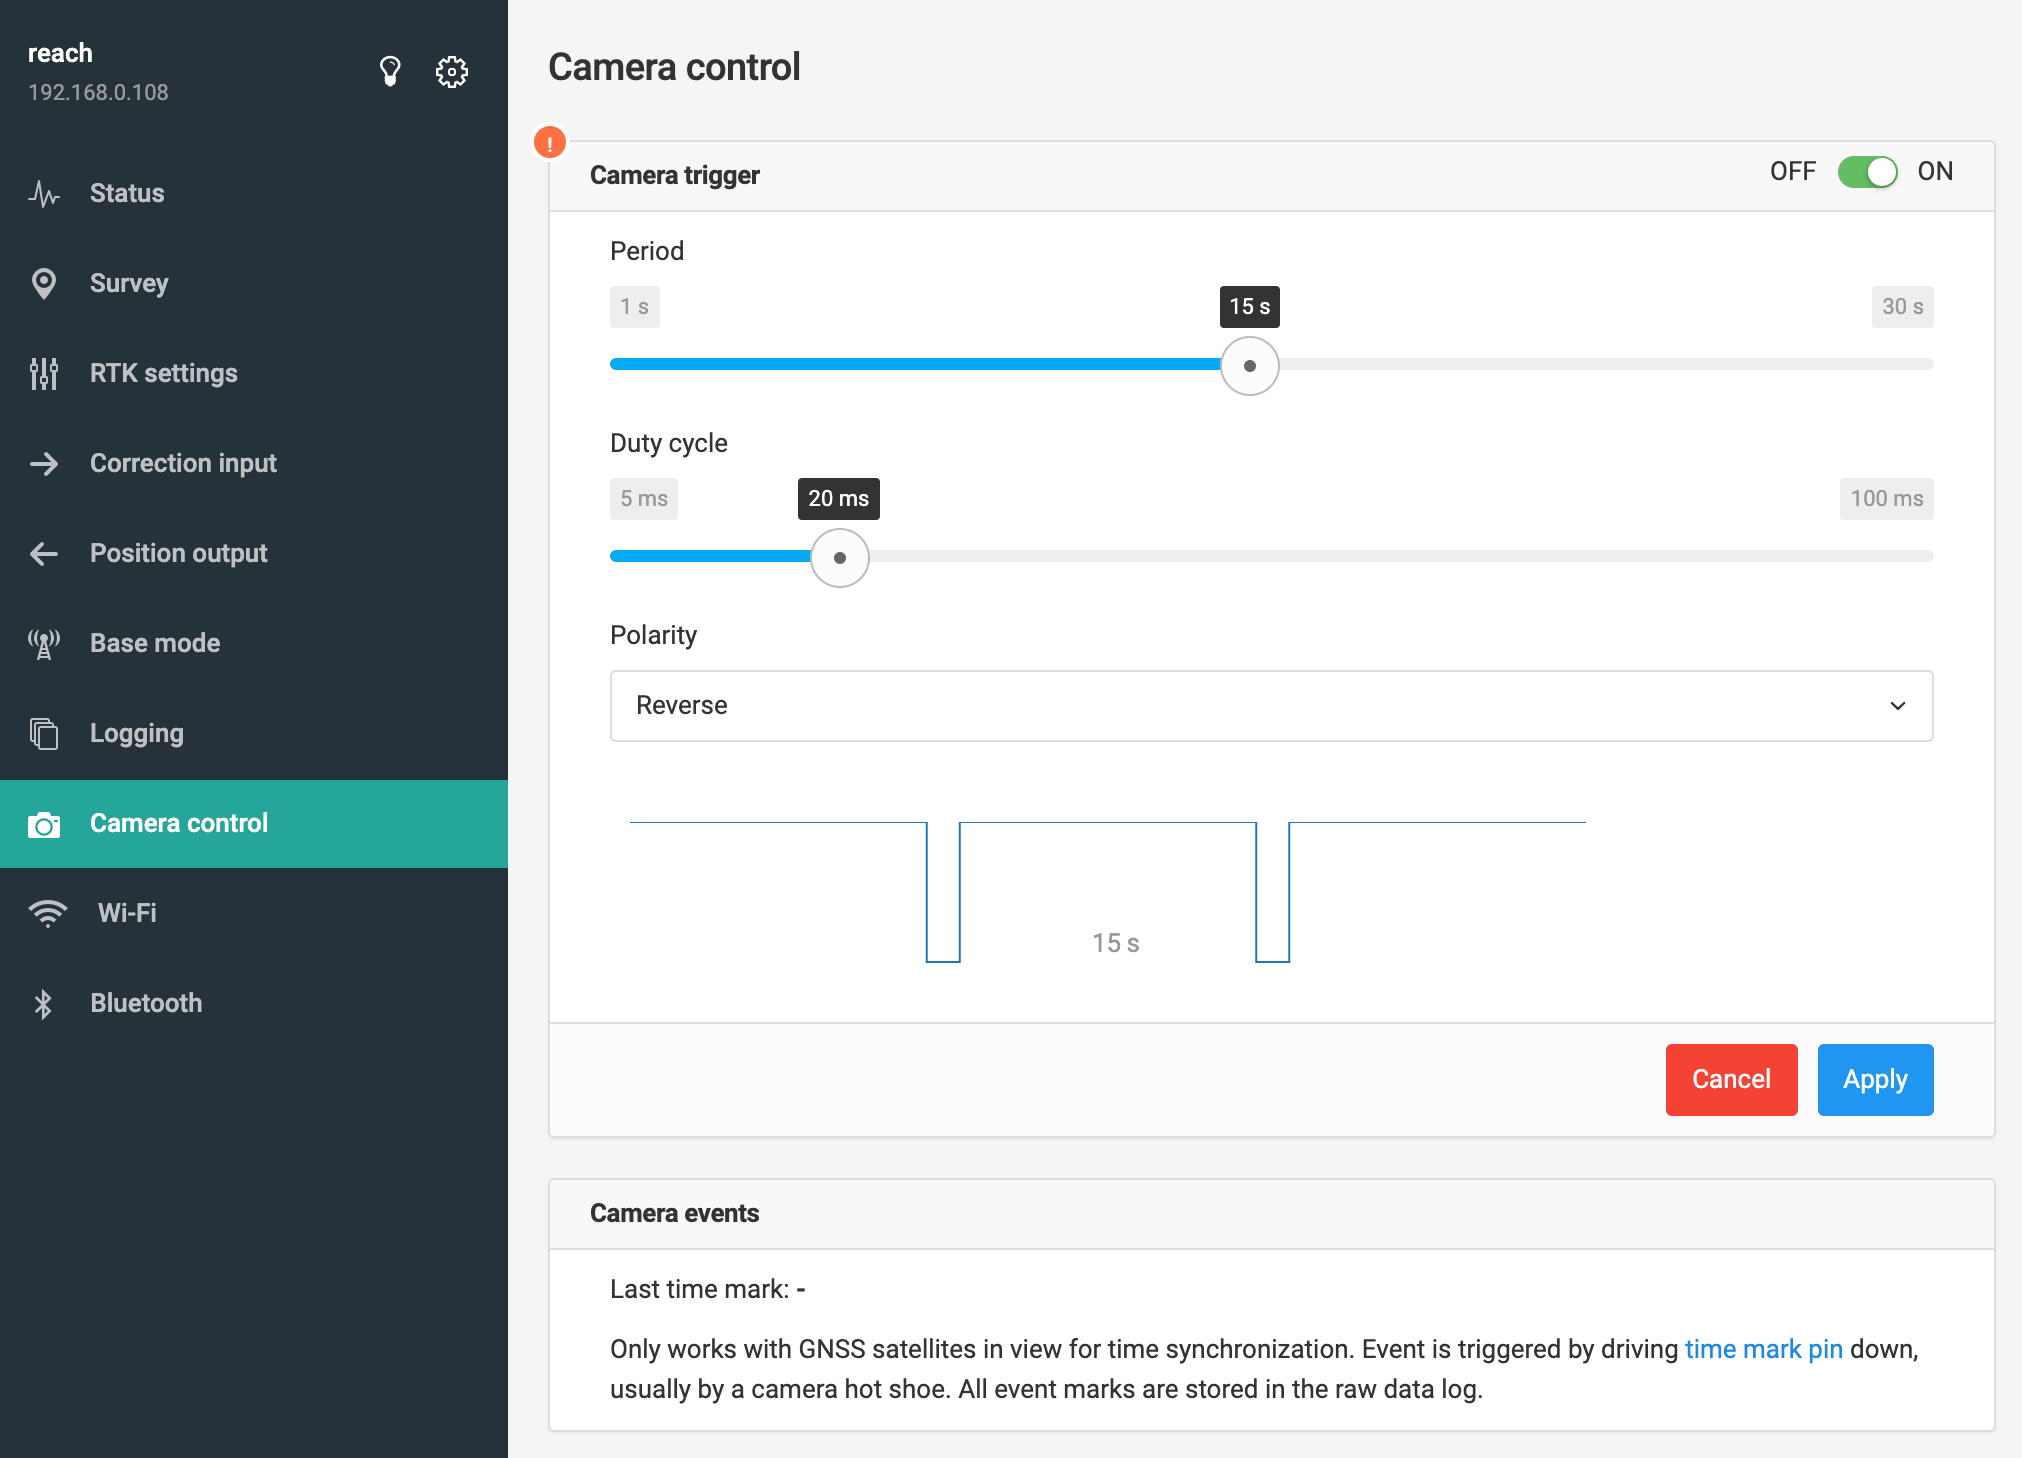 reach
192.168.0.108
Status
Survey
RTK settings
Correction input
Position output
Base mode
Logging
Camera control
Wi-Fi
Bluetooth
Camera control
!
Camera trigger
OFF ON
Period
1 s 15 s 30 s
Duty cycle
5 ms 20 ms 100 ms
Polarity
Reverse
15 s
Cancel Apply
Camera events
Last time mark: -
Only works with GNSS satellites in view for time synchronization. Event is triggered by driving time mark pin down,
usually by a camera hot shoe. All event marks are stored in the raw data log.